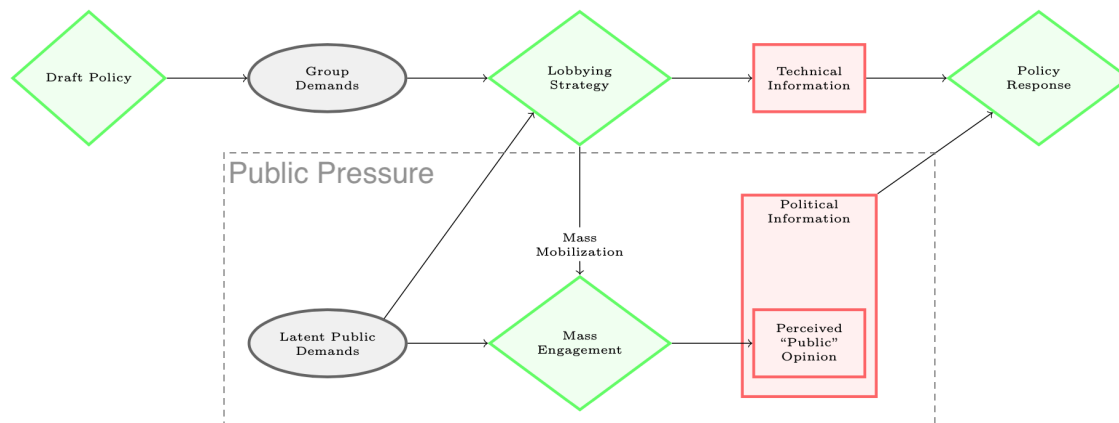 Draft Policy
Group
Demands
Lobbying
Strategy
Technical
Information
Policy
Response
Public Pressure
Political
Information
Mass
Mobilization
Latent Public
Demands
Mass
Engagement
Perceived
“Public”
Opinion